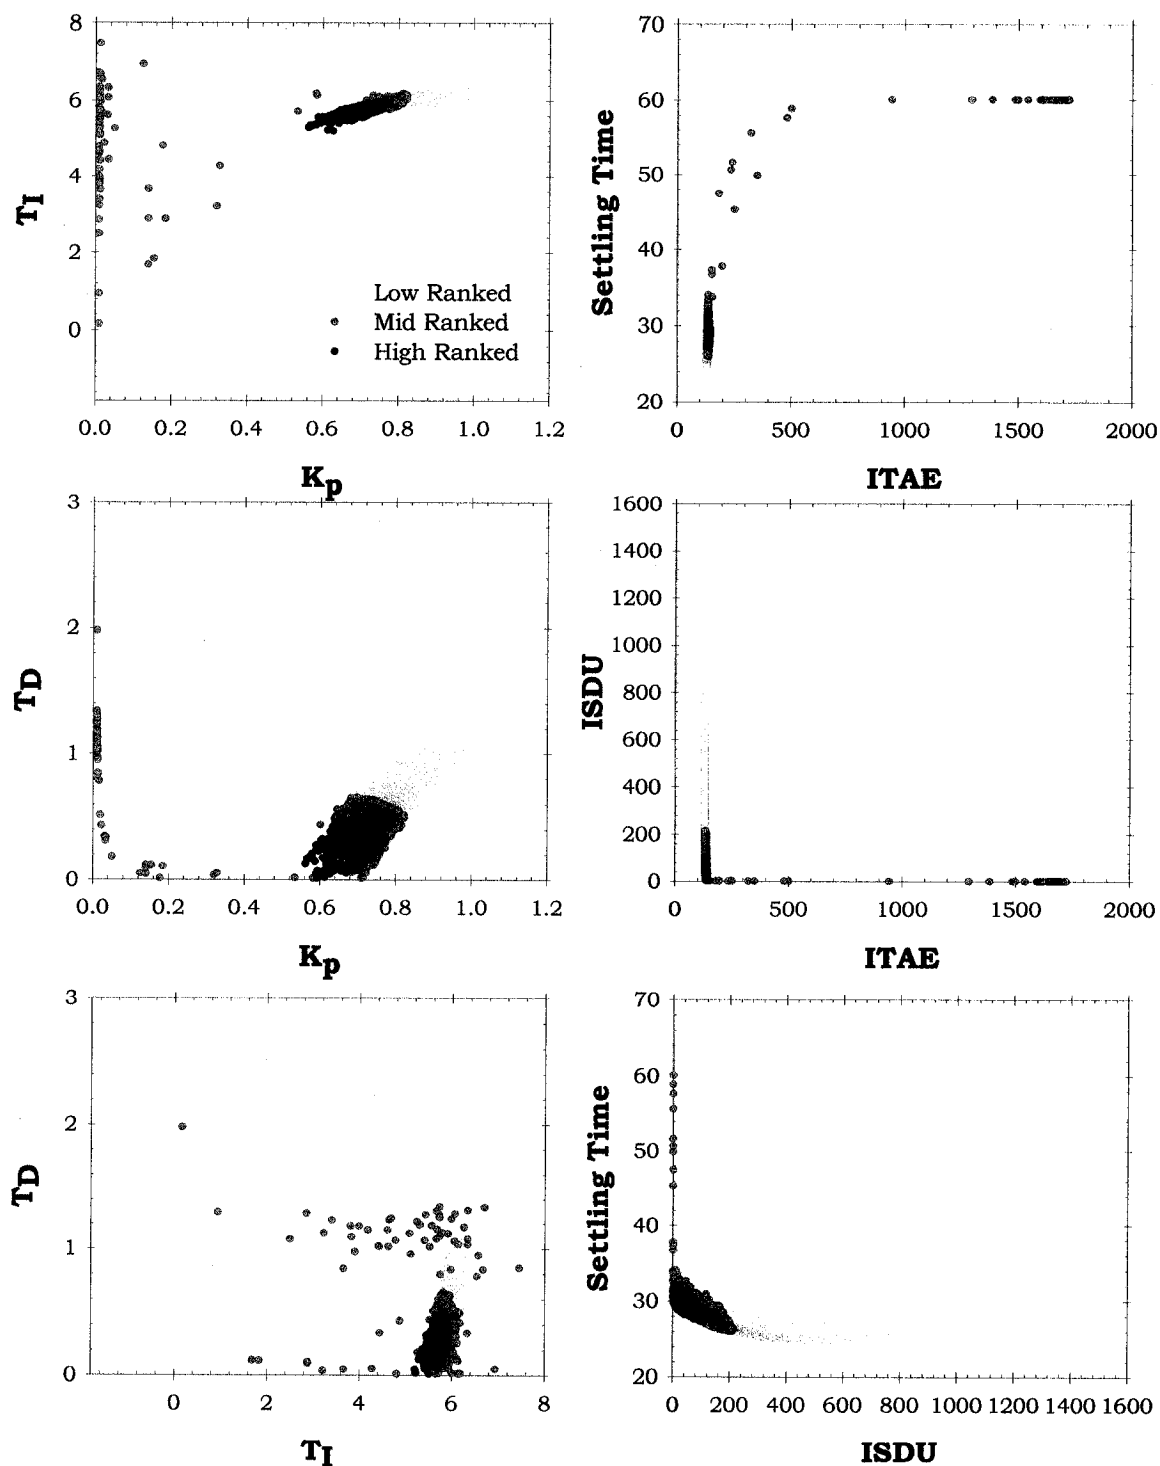 8
6
4
2
0
T_I
Low Ranked
Mid Ranked
High Ranked
0.0 0.2 0.4 0.6 0.8 1.0 1.2
K_p
70
60
50
40
30
20
Settling Time
0 500 1000 1500 2000
ITAE
3
2
1
0
T_D
0.0 0.2 0.4 0.6 0.8 1.0 1.2
K_p
1600
1400
1200
1000
800
600
400
200
0
ISDU
0 500 1000 1500 2000
ITAE
3
2
1
0
T_D
0 2 4 6 8
T_I
70
60
50
40
30
20
Settling Time
0 200 400 600 800 1000 1200 1400 1600
ISDU